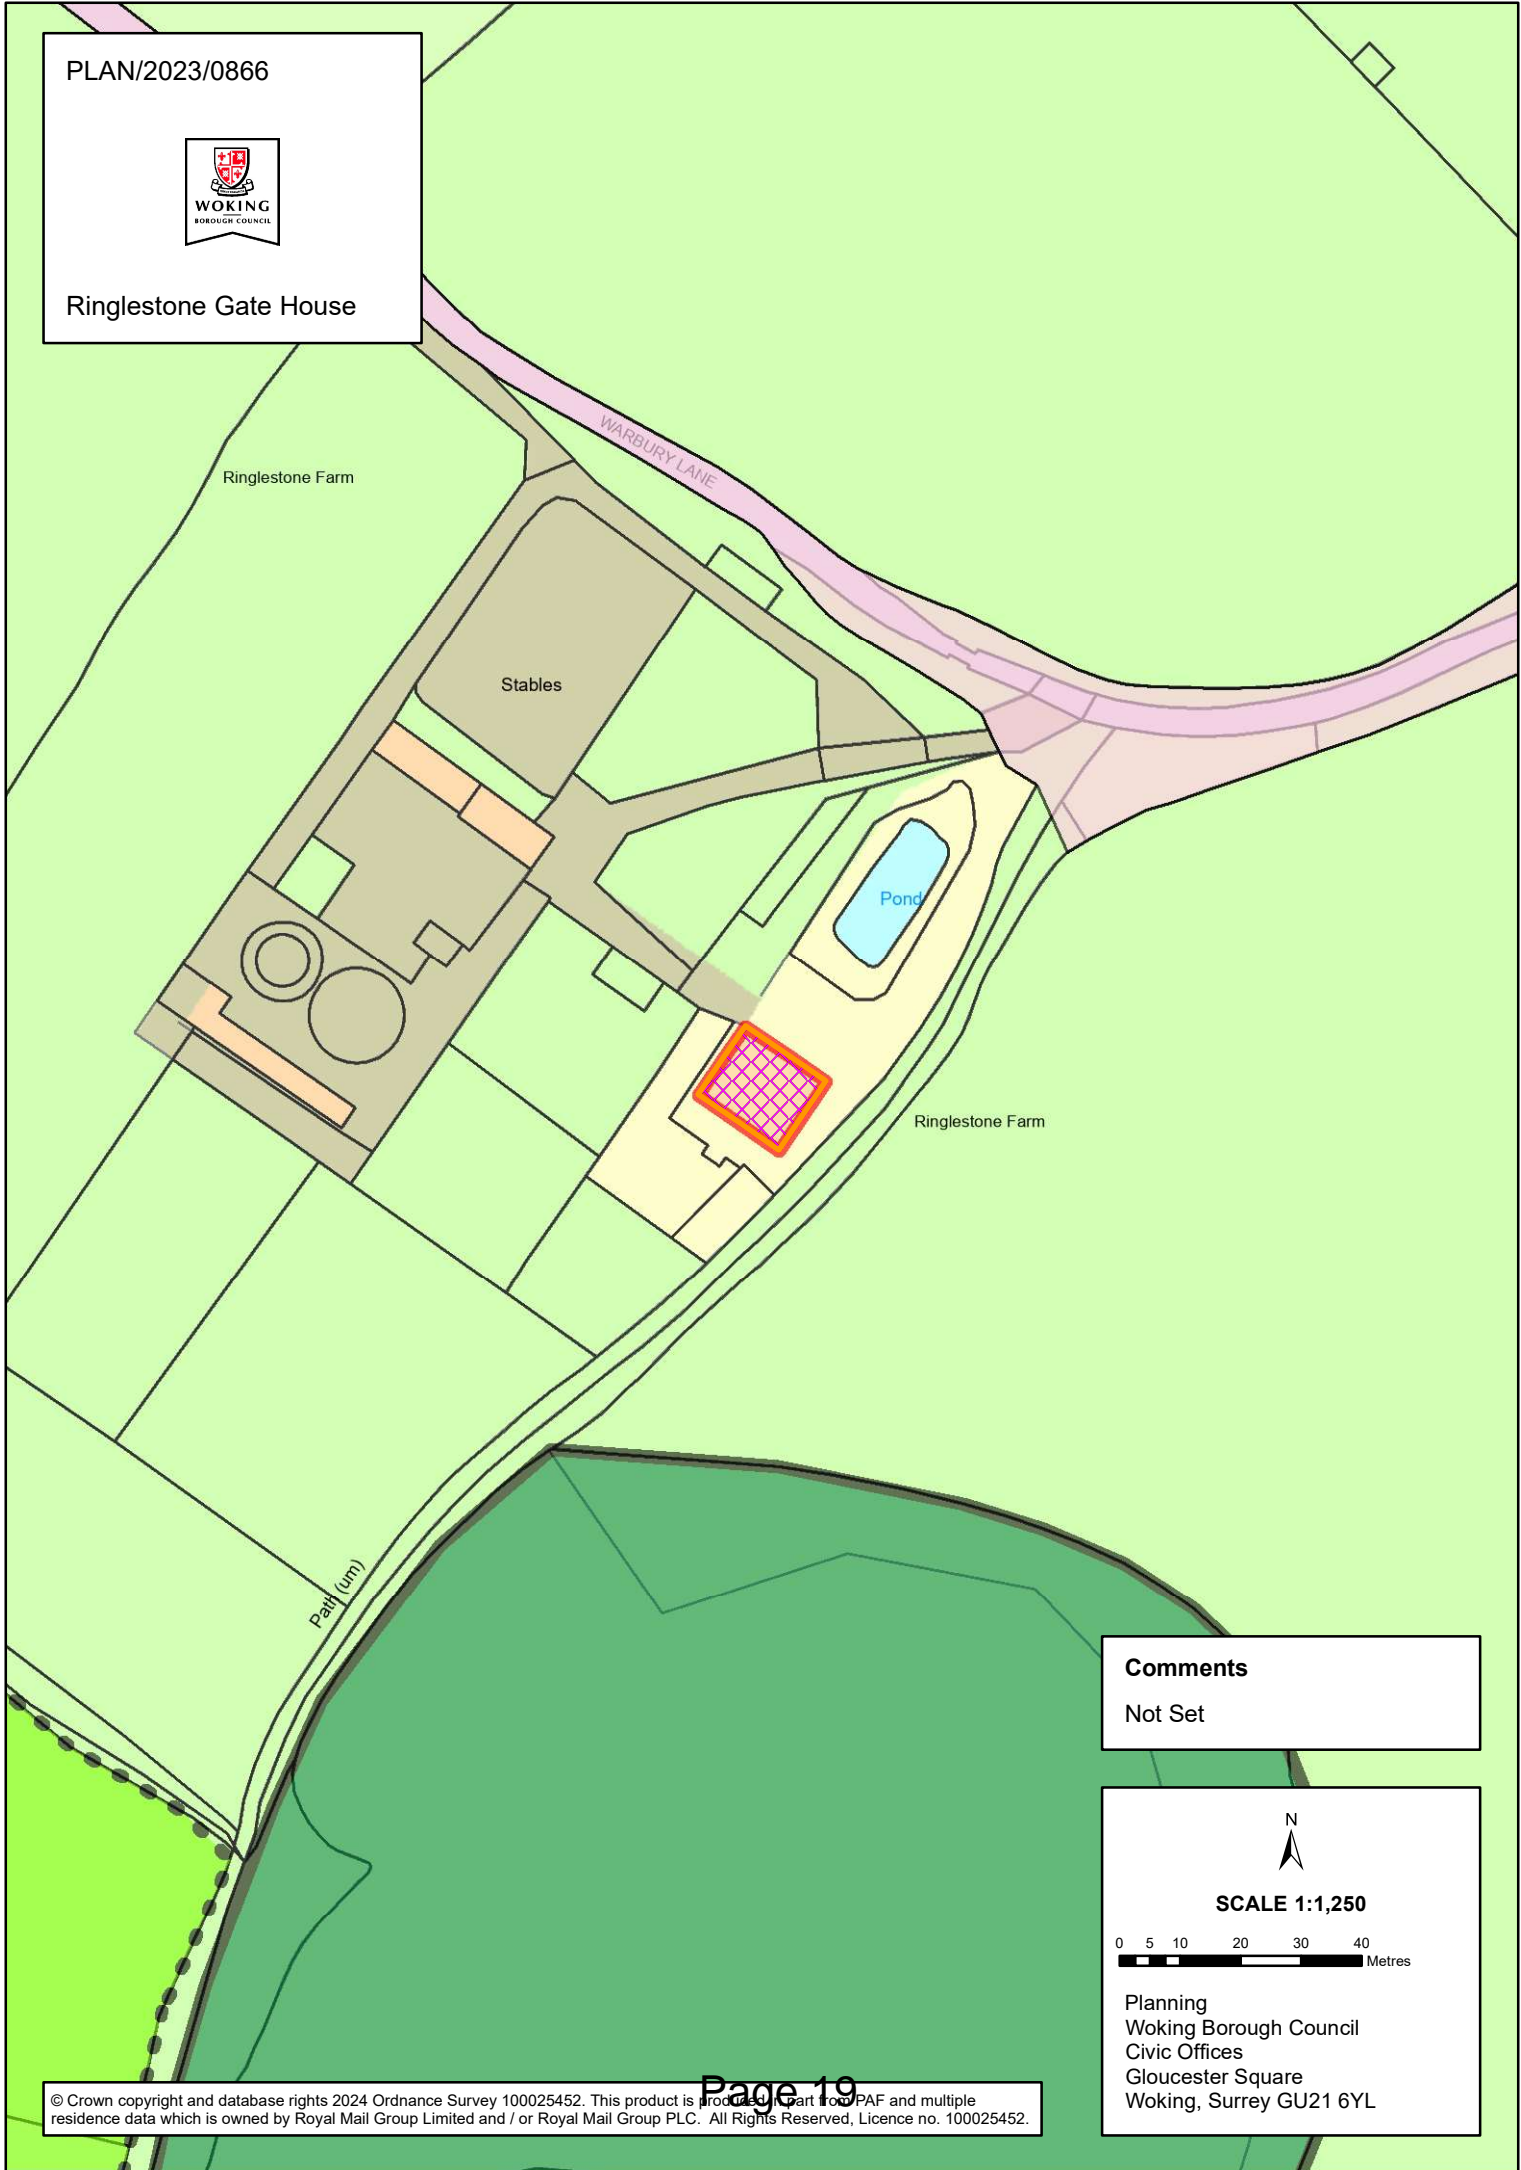 PLAN/2023/0866
WOKING
BOROUGH COUNCIL
Ringlestone Gate House
WARBURY LANE
Ringlestone Farm
Stables
Pond
Ringlestone Farm
Path (um)
Comments
Not Set
N
SCALE 1:1,250
0 5 10 20 30 40
Metres
Planning
Woking Borough Council
Civic Offices
Gloucester Square
Woking, Surrey GU21 6YL
Page 19
© Crown copyright and database rights 2024 Ordnance Survey 100025452. This product is produced in part from PAF and multiple
residence data which is owned by Royal Mail Group Limited and / or Royal Mail Group PLC. All Rights Reserved, Licence no. 100025452.